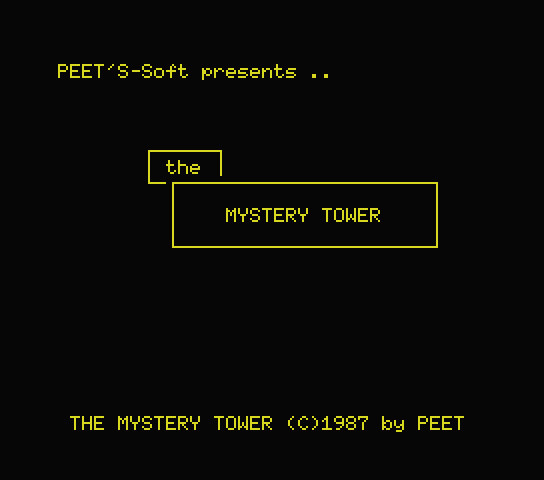 PEET'S-Soft presents ..
the
MYSTERY TOWER
THE MYSTERY TOWER (C)1987 by PEET